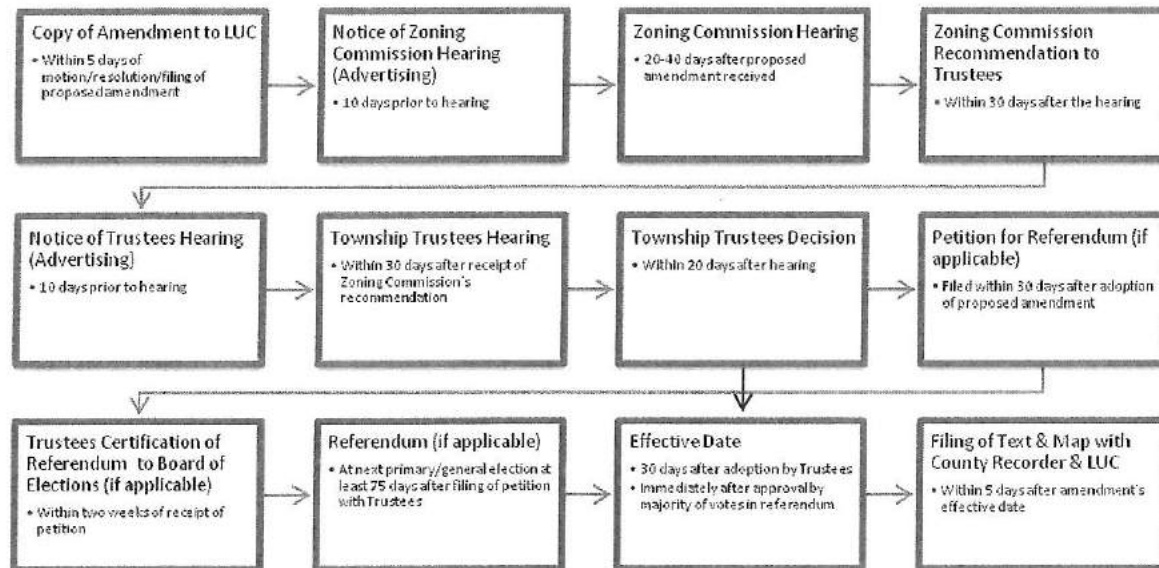 Copy of Amendment to LUC
• Within 5 days of
motion/resolution/filing of
proposed amendment
Notice of Zoning
Commission Hearing
(Advertising)
• 10 days prior to hearing
Zoning Commission Hearing
• 20-40 days after proposed
amendment received
Zoning Commission
Recommendation to
Trustees
• Within 30 days after the hearing
Notice of Trustees Hearing
(Advertising)
• 10 days prior to hearing
Township Trustees Hearing
• Within 30 days after receipt of
Zoning Commission's
recommendation
Township Trustees Decision
• Within 20 days after hearing
Petition for Referendum (if
applicable)
• Filed within 30 days after adoption
of proposed amendment
Trustees Certification of
Referendum to Board of
Elections (if applicable)
• Within two weeks of receipt of
petition
Referendum (if applicable)
• At next primary/general election at
least 75 days after filing of petition
with Trustees
Effective Date
• 30 days after adoption by Trustees
• Immediately after approval by
majority of votes in referendum.
Filing of Text & Map with
County Recorder & LUC
• Within 5 days after amendment's
effective date